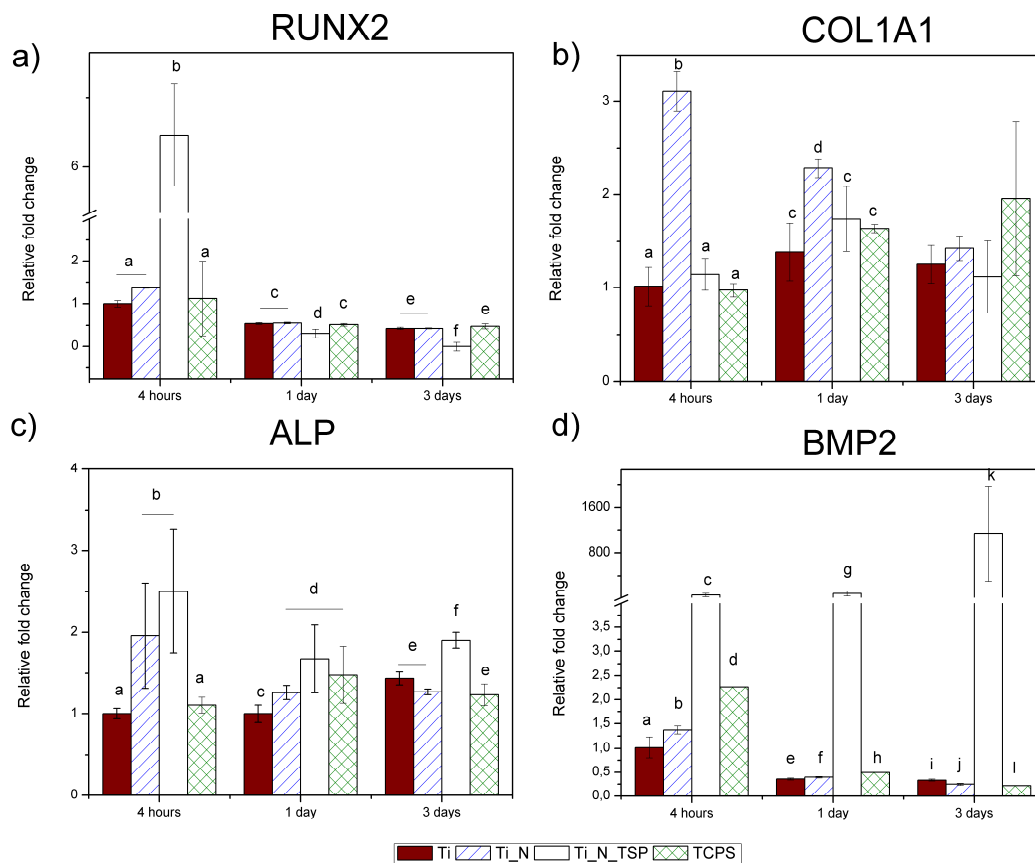 RUNX2
COL1A1
a)
b)
Relative fold change
6
2
1
0
a
b
a
c
d
c
e
f
e
4 hours
1 day
3 days
Relative fold change
3
2
1
0
a
b
a
a
c
d
c
c
4 hours
1 day
3 days
c)
d)
ALP
BMP2
Relative fold change
4
3
2
1
0
a
b
a
c
d
e
f
e
4 hours
1 day
3 days
Relative fold change
1600
800
3,5
3,0
2,5
2,0
1,5
1,0
0,5
0,0
a
b
c
d
e
f
g
h
i
j
k
l
4 hours
1 day
3 days
Ti Ti_N Ti_N_TSP TCPS